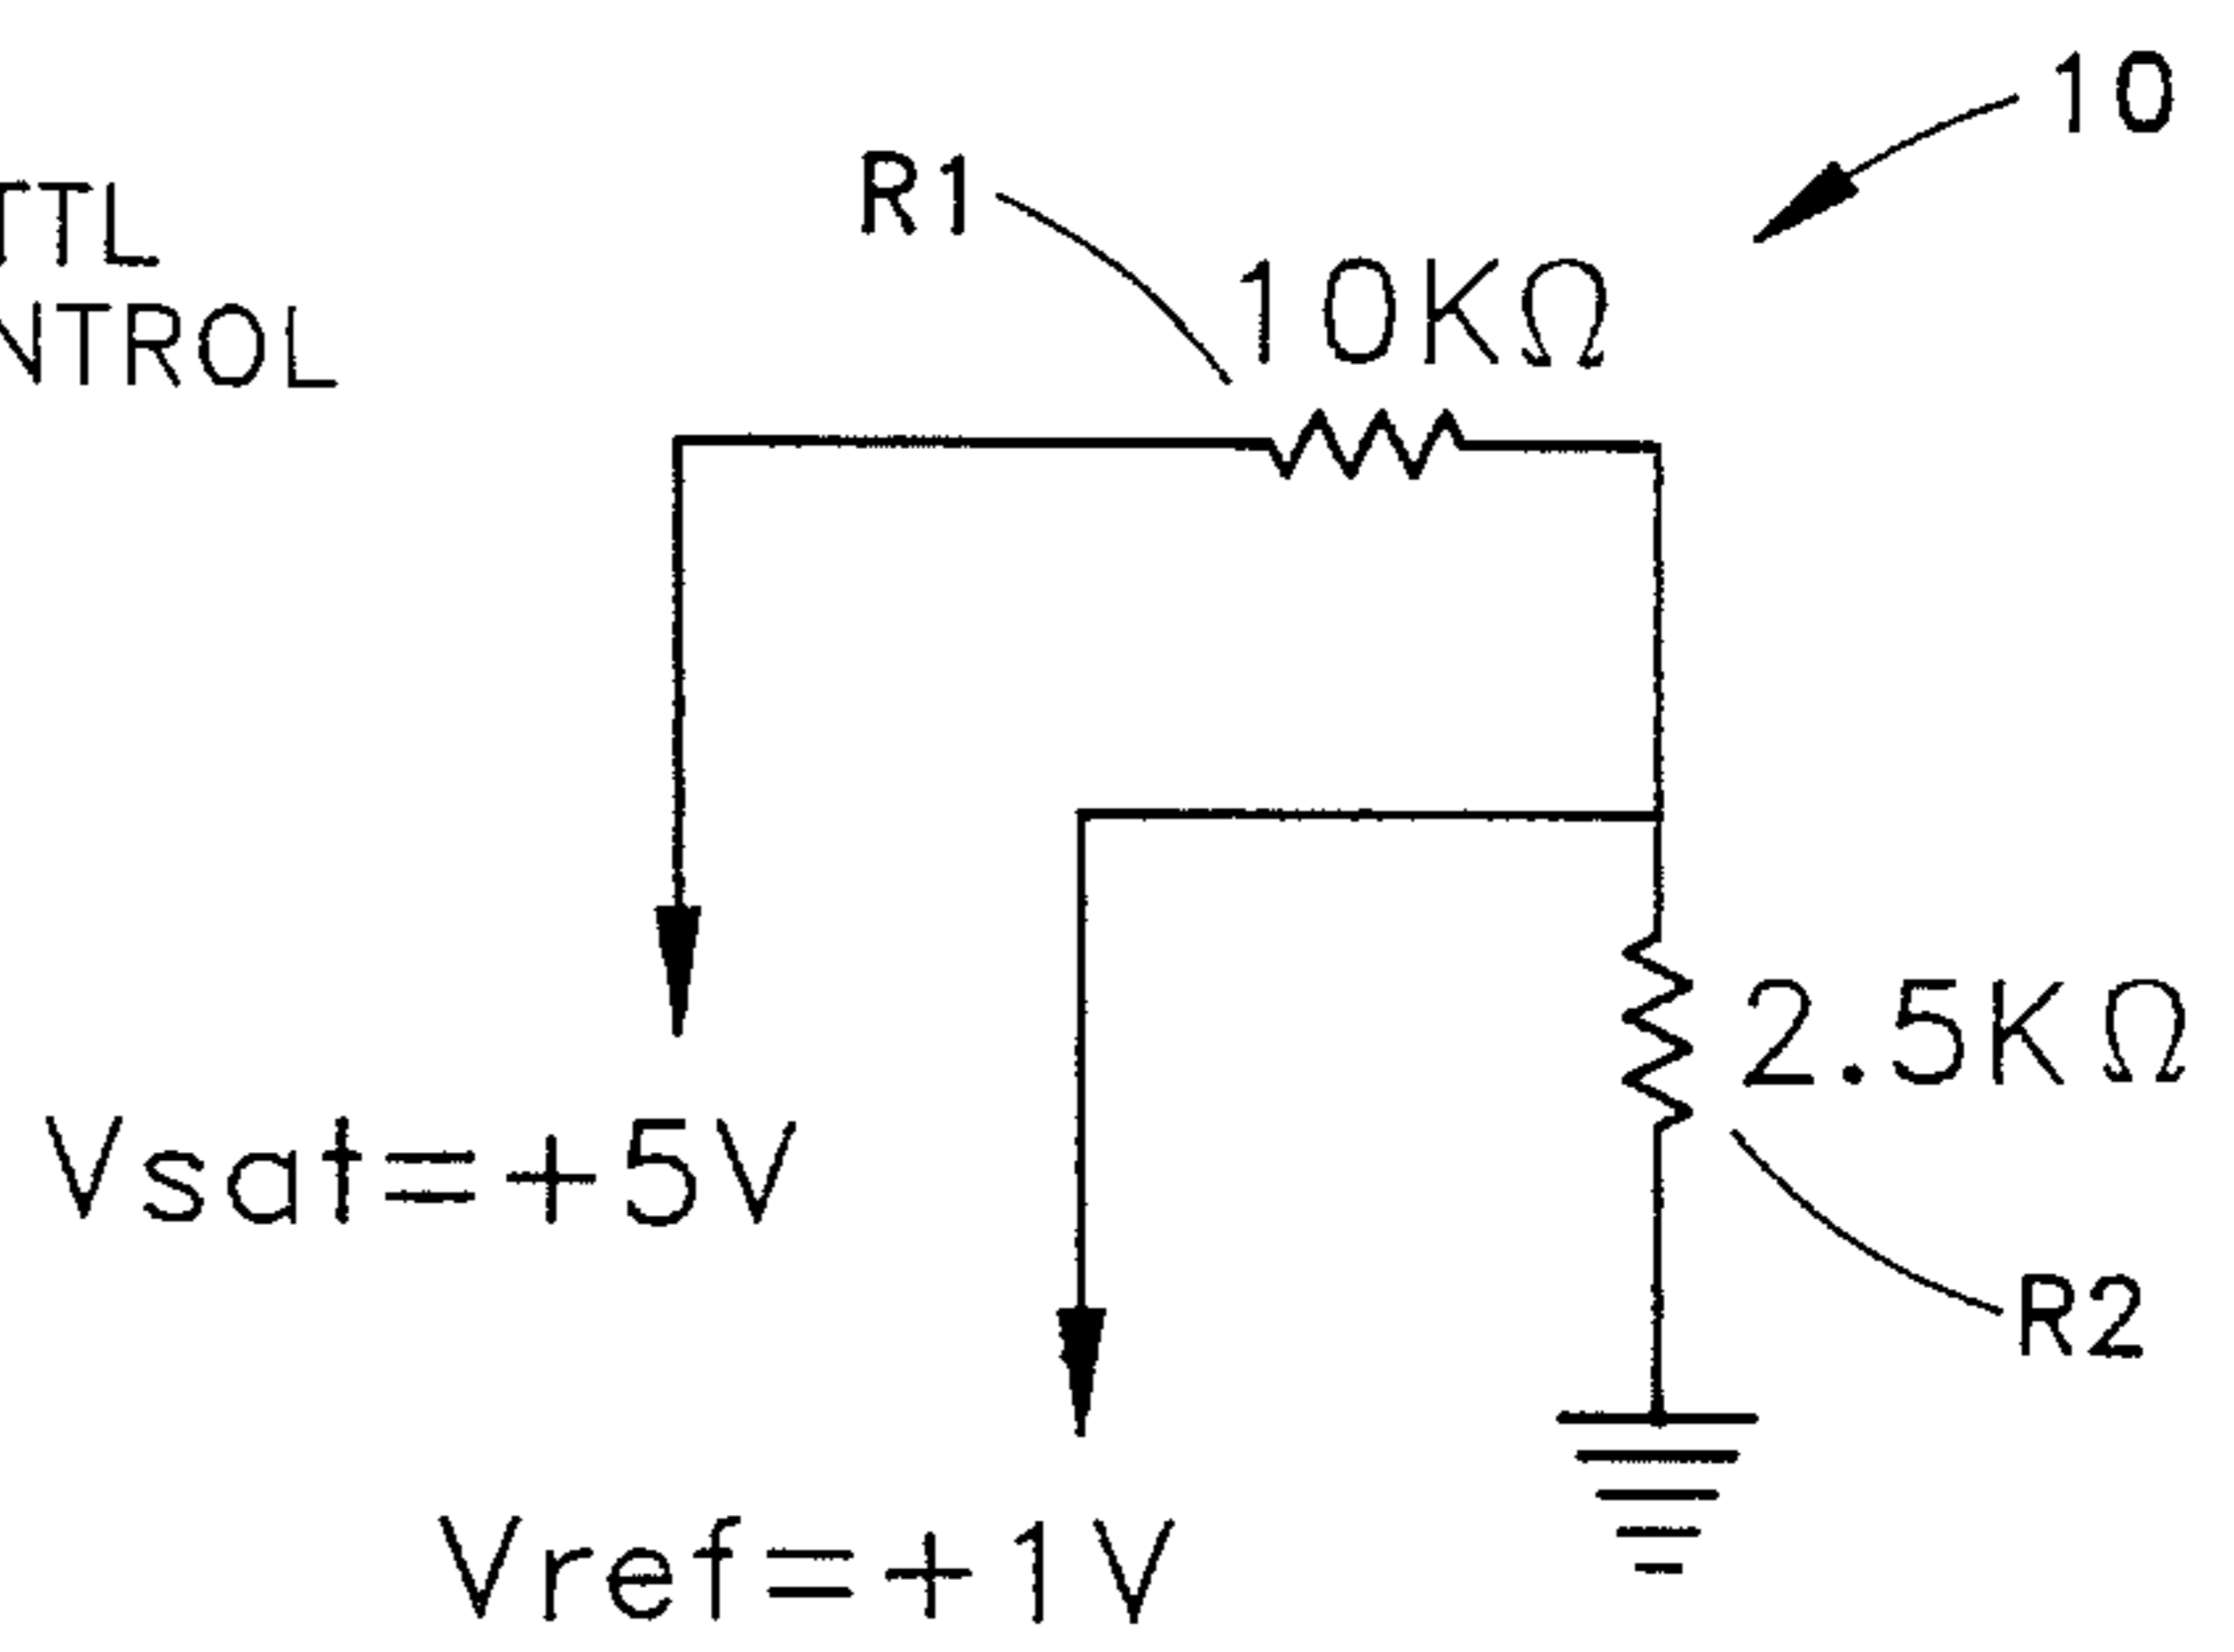 10
R1
TTL
10KΩ
NTROL
2.5KΩ
Vsat=+5V
R2
Vref=+1V